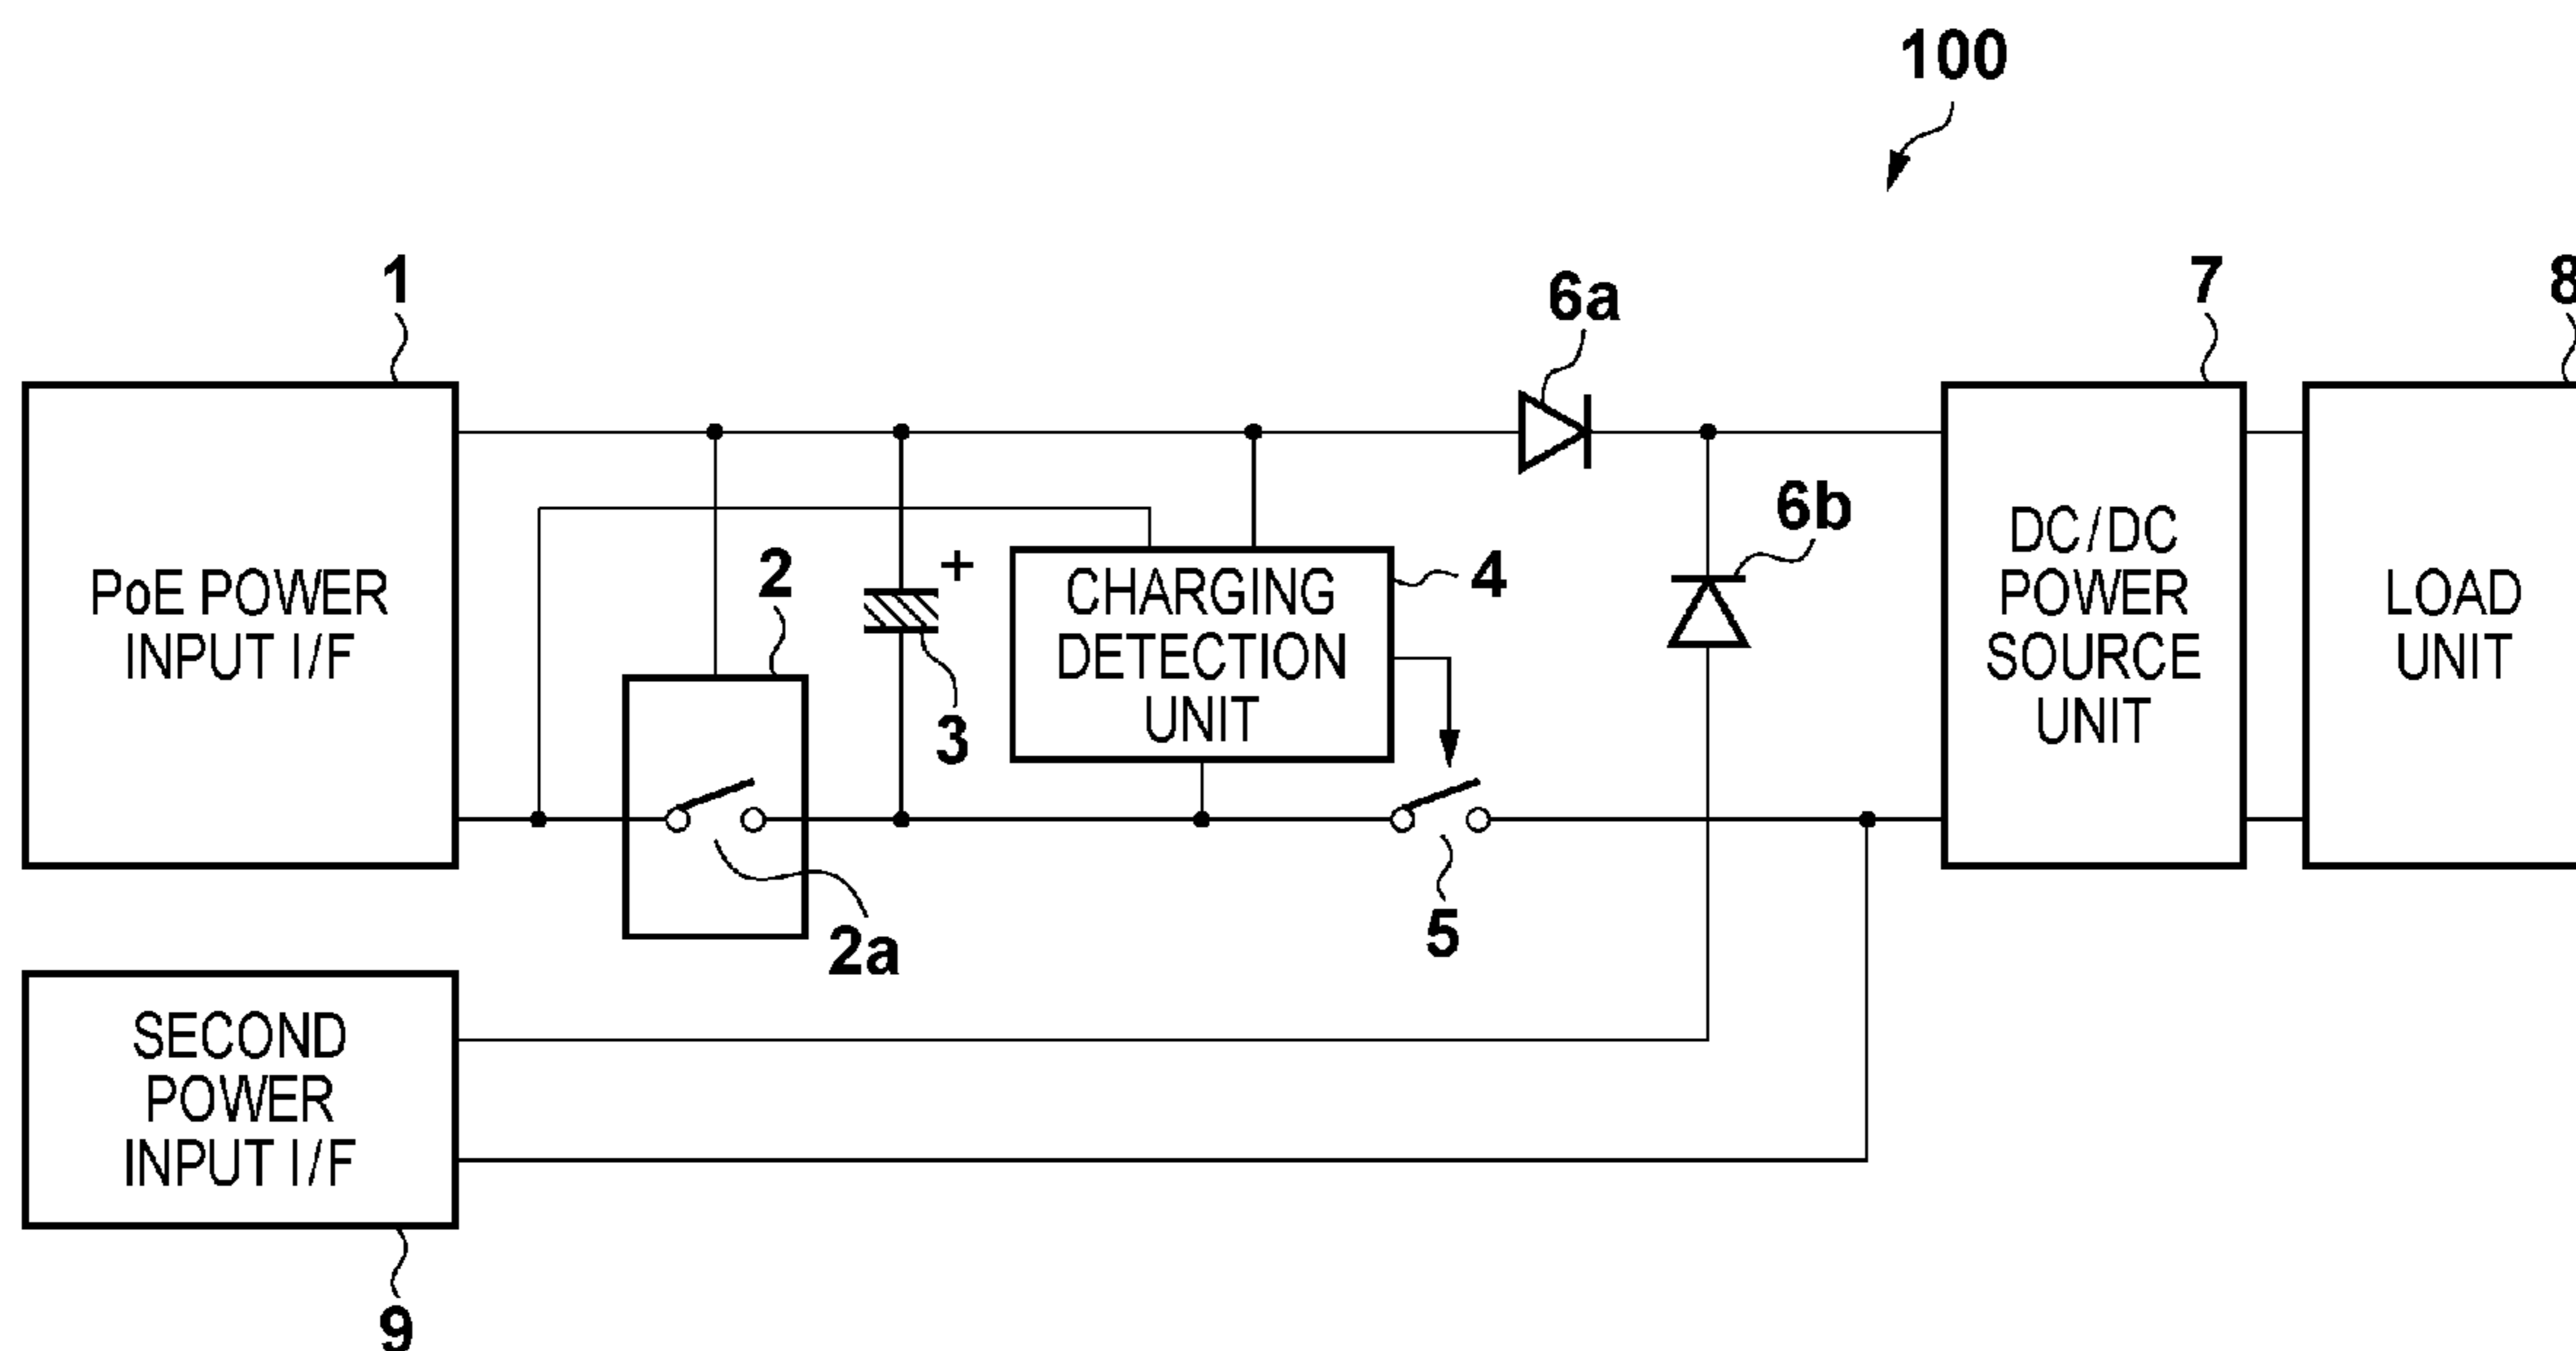 100
1
6a
7
8
PoE POWER
INPUT I/F
2
+
3
CHARGING
DETECTION
UNIT
4
6b
DC/DC
POWER
SOURCE
UNIT
LOAD
UNIT
2a
5
SECOND
POWER
INPUT I/F
9